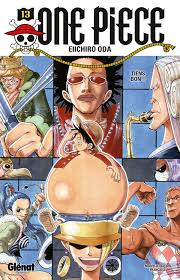 13
ONE PIECE
EIICHIRO ODA
TIENS
BON !
Glénat